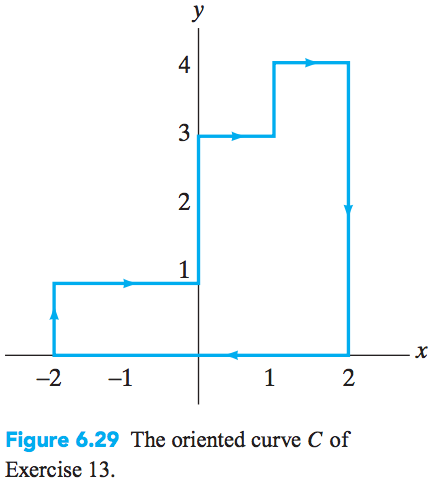 y
4
3
2
1
x
−2 −1 1 2
Figure 6.29 The oriented curve C of
Exercise 13.